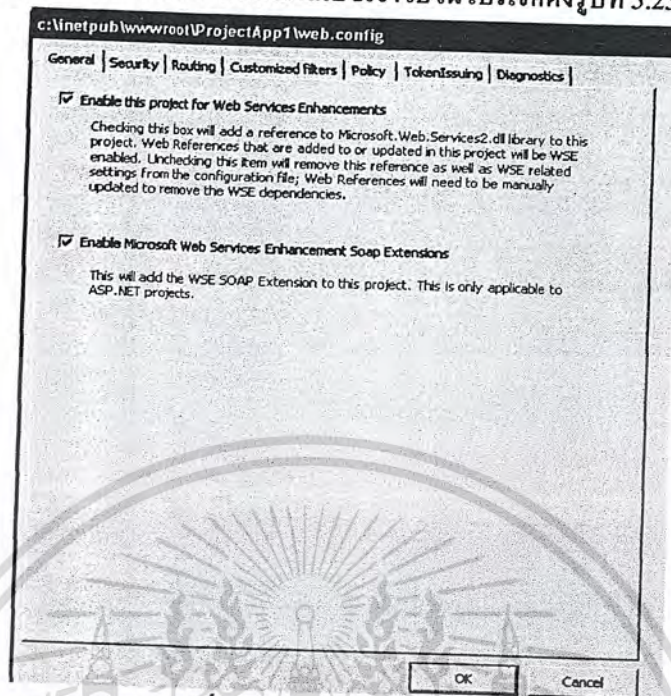 รูปที่ 3.2
c:\inetpub\wwwroot\ProjectApp1\web.config
General | Security | Routing | Customized filters | Policy | TokenIssuing | Diagnostics |
Enable this project for Web Services Enhancements
Checking this box will add a reference to Microsoft.Web.Services2.dll library to this
project. Web References that are added to or updated in this project will be WSE
enabled. Unchecking this item will remove this reference as well as WSE related
settings from the configuration file; Web References will need to be manually
updated to remove the WSE dependencies.
Enable Microsoft Web Services Enhancement Soap Extensions
This will add the WSE SOAP Extension to this project. This is only applicable to
ASP.NET projects.
OK Cancel